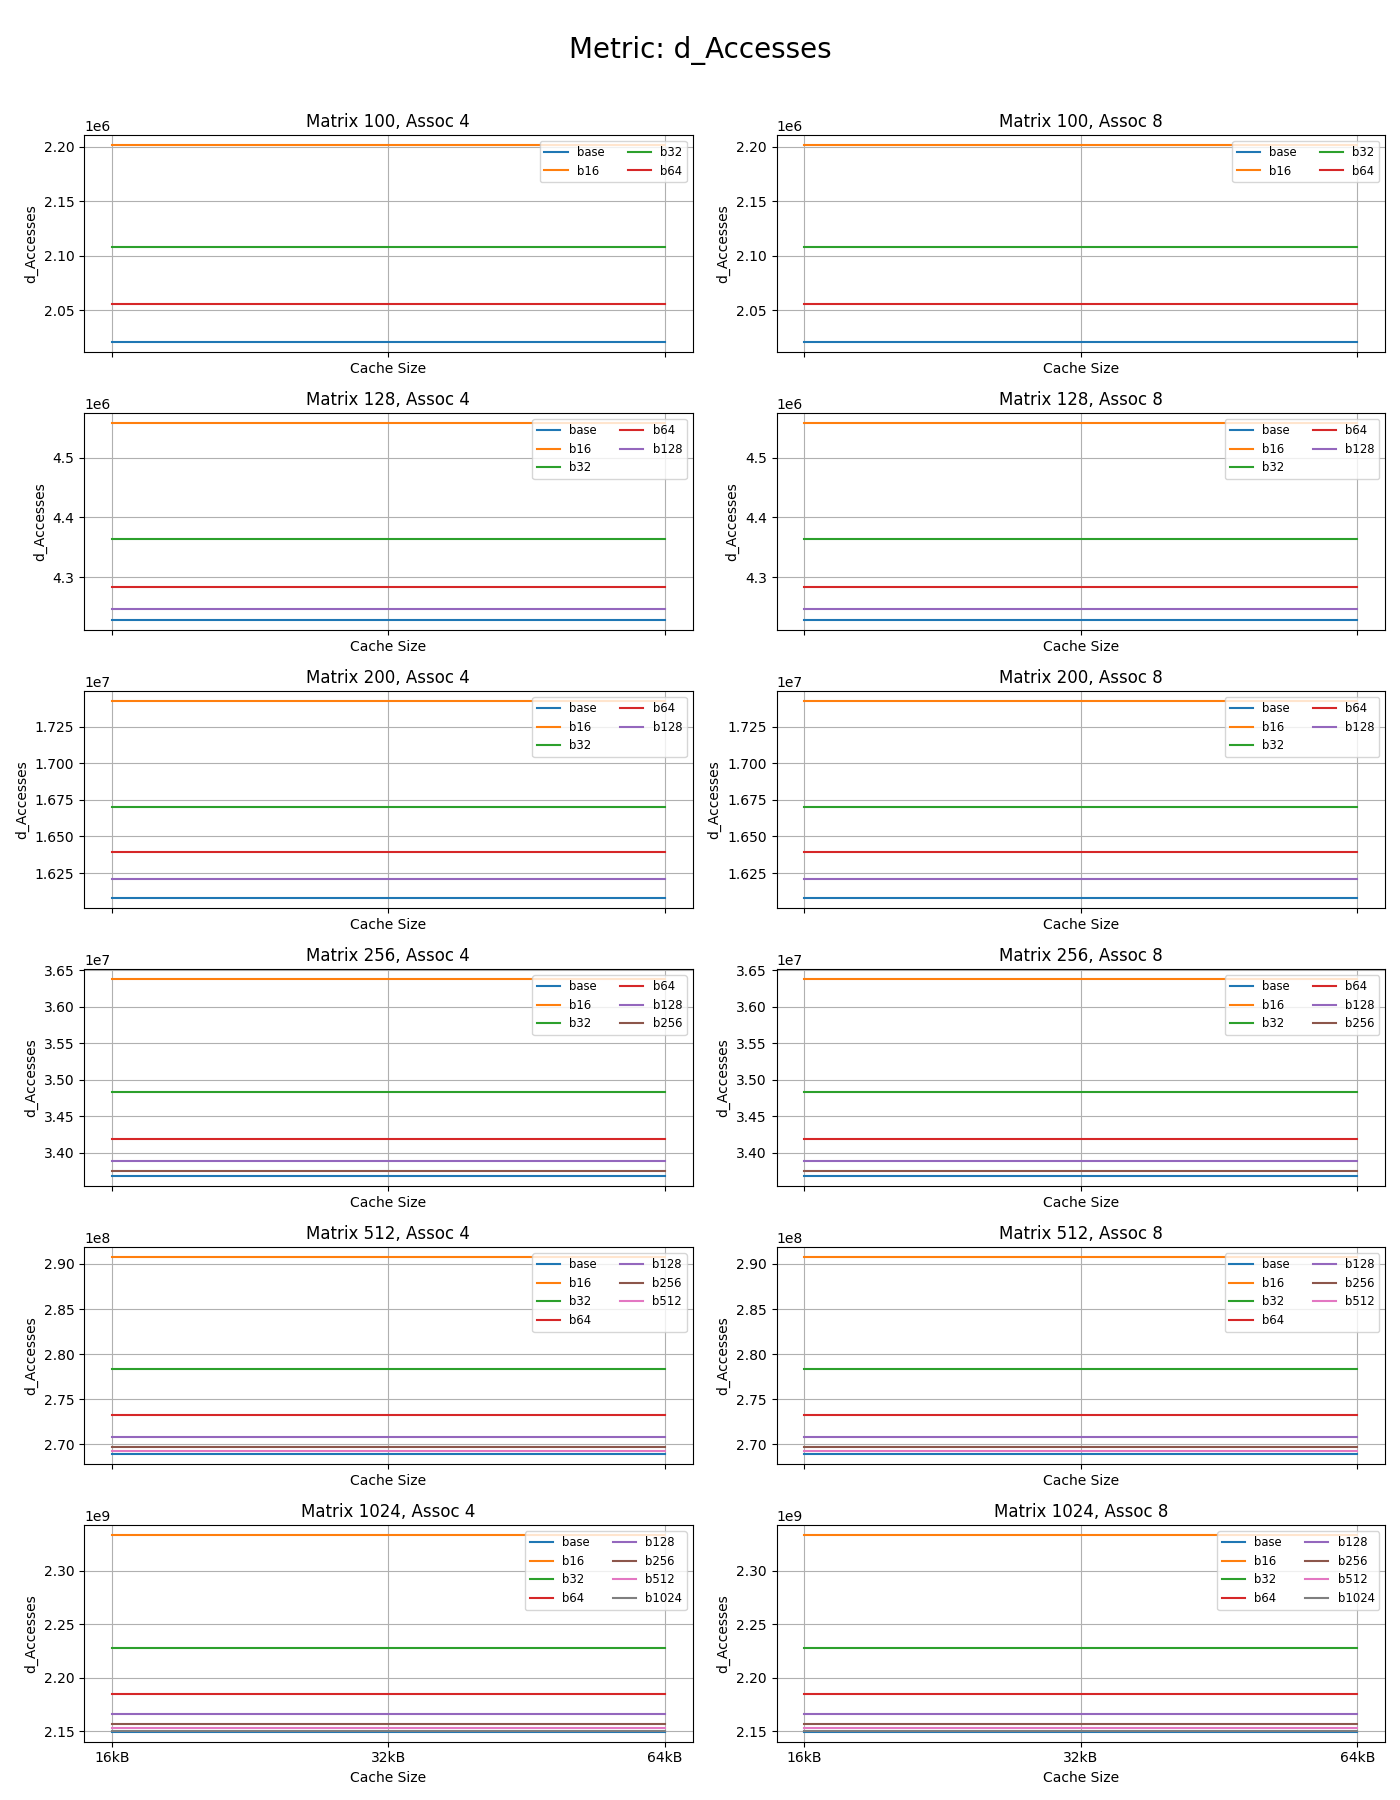 Metric: d_Accesses
Matrix 100, Assoc 4
1e6
2.20
2.15
2.10
2.05
d_Accesses
base b32
b16 b64
Cache Size
Matrix 100, Assoc 8
1e6
2.20
2.15
2.10
2.05
d_Accesses
base b32
b16 b64
Cache Size
Matrix 128, Assoc 4
1e6
4.5
4.4
4.3
d_Accesses
base b64
b16 b128
b32
Cache Size
Matrix 128, Assoc 8
1e6
4.5
4.4
4.3
d_Accesses
base b64
b16 b128
b32
Cache Size
Matrix 200, Assoc 4
1e7
1.725
1.700
1.675
1.650
1.625
d_Accesses
base b64
b16 b128
b32
Cache Size
Matrix 200, Assoc 8
1e7
1.725
1.700
1.675
1.650
1.625
d_Accesses
base b64
b16 b128
b32
Cache Size
Matrix 256, Assoc 4
1e7
3.65
3.60
3.55
3.50
3.45
3.40
d_Accesses
base b64
b16 b128
b32 b256
Cache Size
Matrix 256, Assoc 8
1e7
3.65
3.60
3.55
3.50
3.45
3.40
d_Accesses
base b64
b16 b128
b32 b256
Cache Size
Matrix 512, Assoc 4
1e8
2.90
2.85
2.80
2.75
2.70
d_Accesses
base b128
b16 b256
b32 b512
b64
Cache Size
Matrix 512, Assoc 8
1e8
2.90
2.85
2.80
2.75
2.70
d_Accesses
base b128
b16 b256
b32 b512
b64
Cache Size
Matrix 1024, Assoc 4
1e9
2.30
2.25
2.20
2.15
d_Accesses
base b128
b16 b256
b32 b512
b64 b1024
16kB 32kB 64kB
Cache Size
Matrix 1024, Assoc 8
1e9
2.30
2.25
2.20
2.15
d_Accesses
base b128
b16 b256
b32 b512
b64 b1024
16kB 32kB 64kB
Cache Size